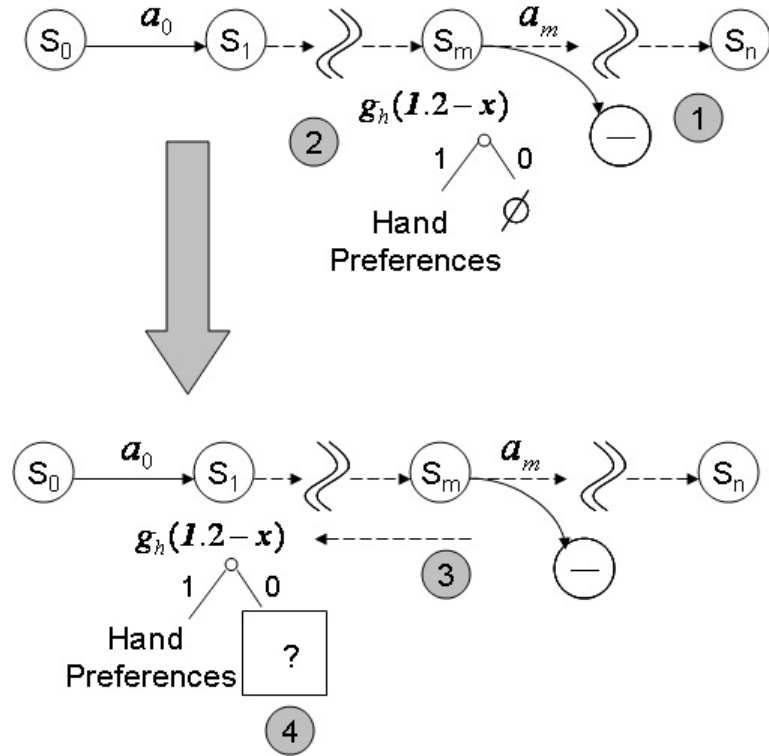 a₀ aₘ
S₀ S₁ Sₘ Sₙ
gₕ(1.2−x) 1
2 —
1 0
Hand ∅
Preferences
a₀ aₘ
S₀ S₁ Sₘ Sₙ
gₕ(1.2−x)
3 —
1 0
Hand ?
Preferences
4